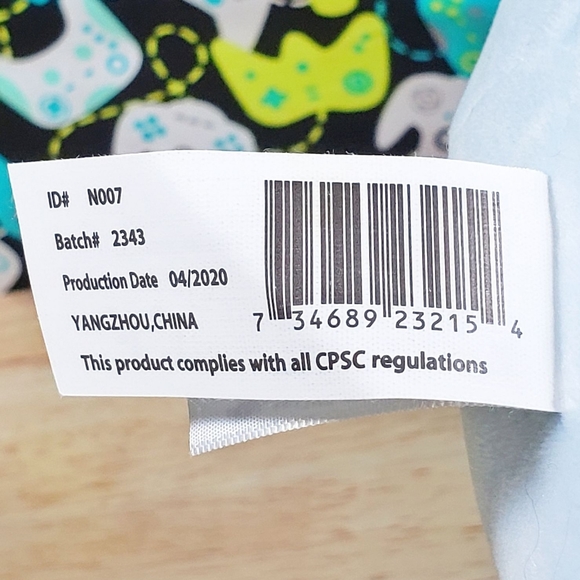 ID# N007
Batch# 2343
Production Date 04/2020
YANGZHOU,CHINA
7 34689 23215 4
This product complies with all CPSC regulations